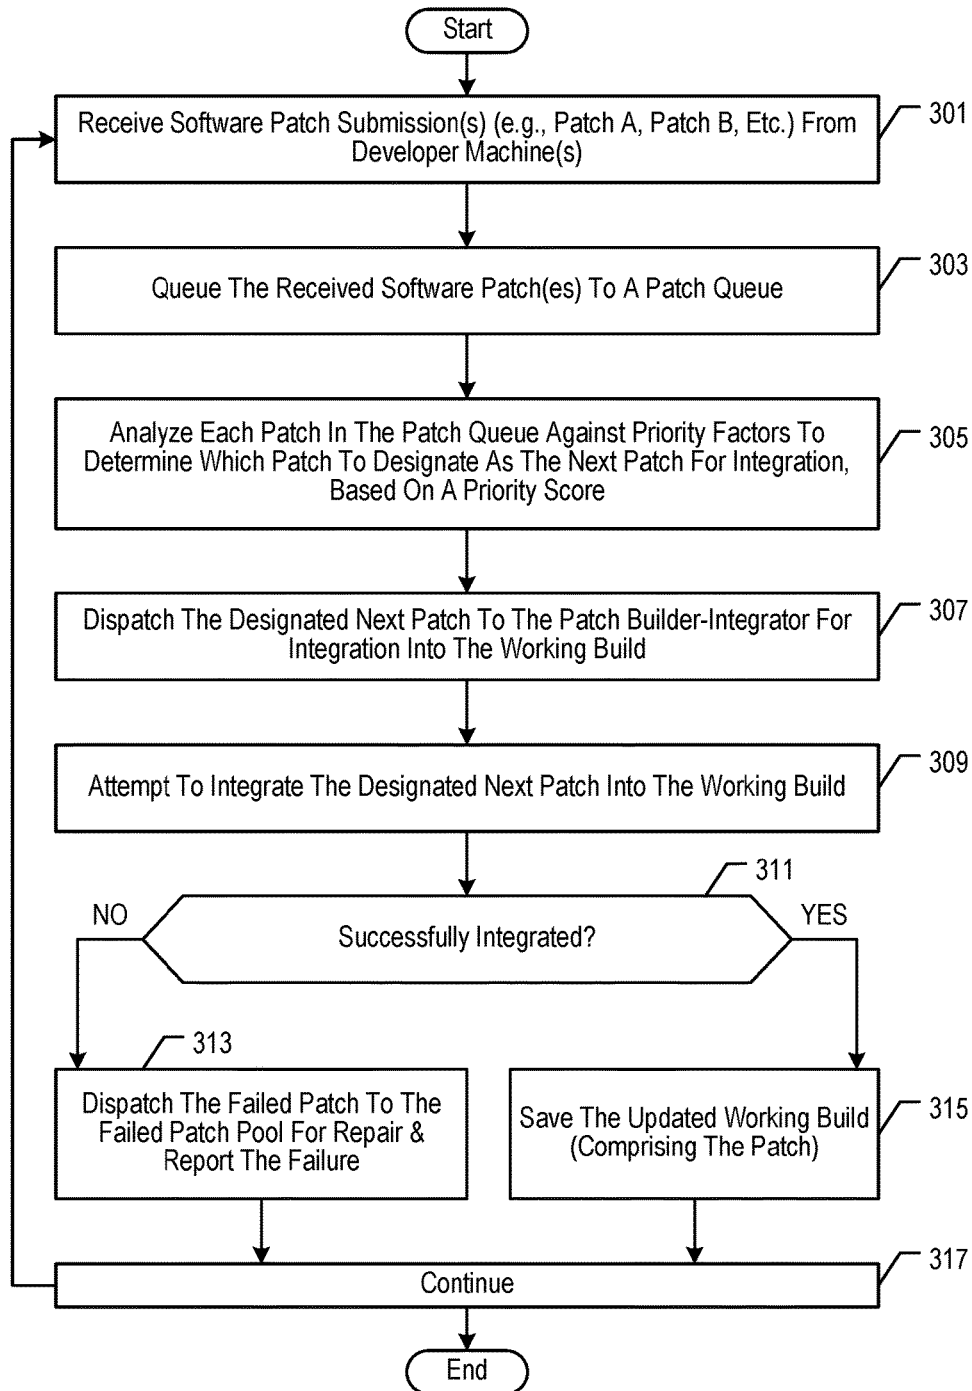 Start
Receive Software Patch Submission(s) (e.g., Patch A, Patch B, Etc.) From
Developer Machine(s)
301
Queue The Received Software Patch(es) To A Patch Queue
303
Analyze Each Patch In The Patch Queue Against Priority Factors To
Determine Which Patch To Designate As The Next Patch For Integration,
Based On A Priority Score
305
Dispatch The Designated Next Patch To The Patch Builder-Integrator For
Integration Into The Working Build
307
Attempt To Integrate The Designated Next Patch Into The Working Build
309
311
NO
Successfully Integrated?
YES
313
Dispatch The Failed Patch To The
Failed Patch Pool For Repair &
Report The Failure
Save The Updated Working Build
(Comprising The Patch)
315
Continue
317
End